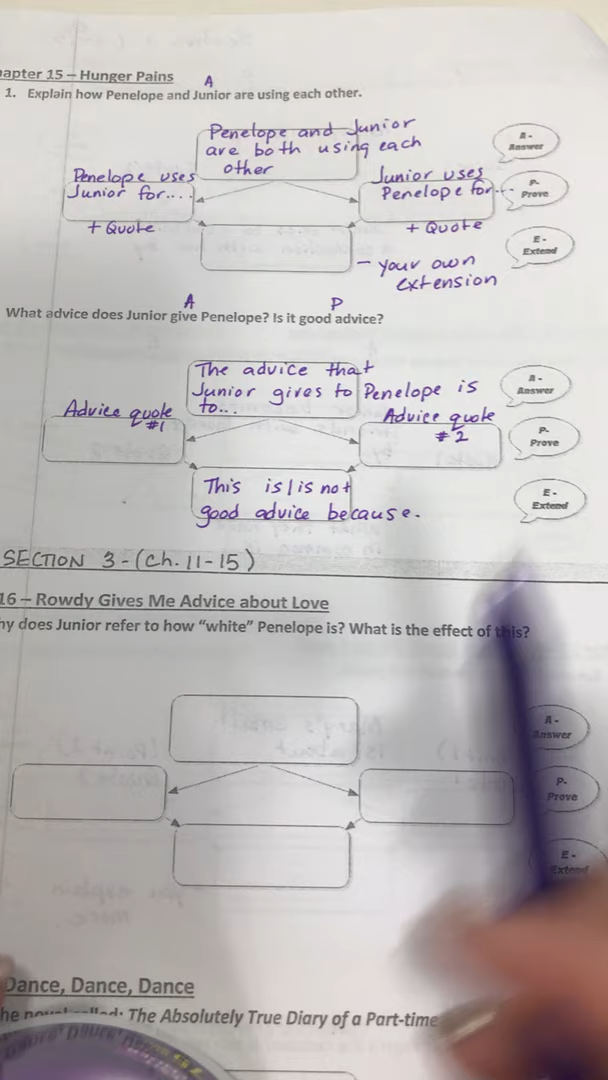 apter 15 – Hunger Pains
A
1. Explain how Penelope and Junior are using each other.
Penelope and Junior
are both using each
other
A -
Answer
Penelope uses
Junior for....
Junior uses
Penelope for...
P-
Prove
+ Quote
+ Quote
E -
Extend
- your own
extension
A P
What advice does Junior give Penelope? Is it good advice?
The advice that
Junior gives to Penelope is
to...
A -
Answer
Advice quote
#1
Advice quote
#2
P-
Prove
This is/is not
good advice because.
E -
Extend
SECTION 3-(Ch. 11-15)
16 – Rowdy Gives Me Advice about Love
hy does Junior refer to how "white" Penelope is? What is the effect of this?
A -
Answer
P-
Prove
E -
Extend
Dance, Dance, Dance
he The Absolutely True Diary of a Part-time